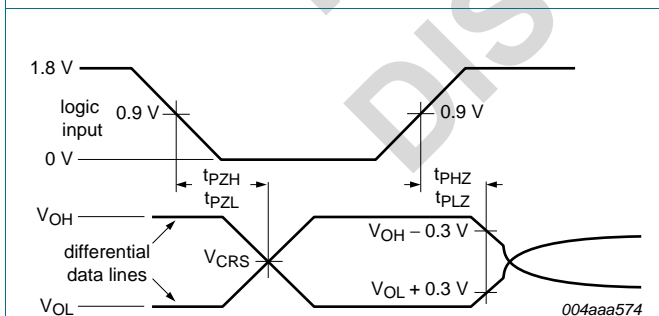 1.8 V
logic
input
0.9 V
0.9 V
0 V
tPZH
tPZL
tPHZ
tPLZ
VOH
differential
data lines
VCRS
VOH − 0.3 V
VOL + 0.3 V
VOL
004aaa574
DIS